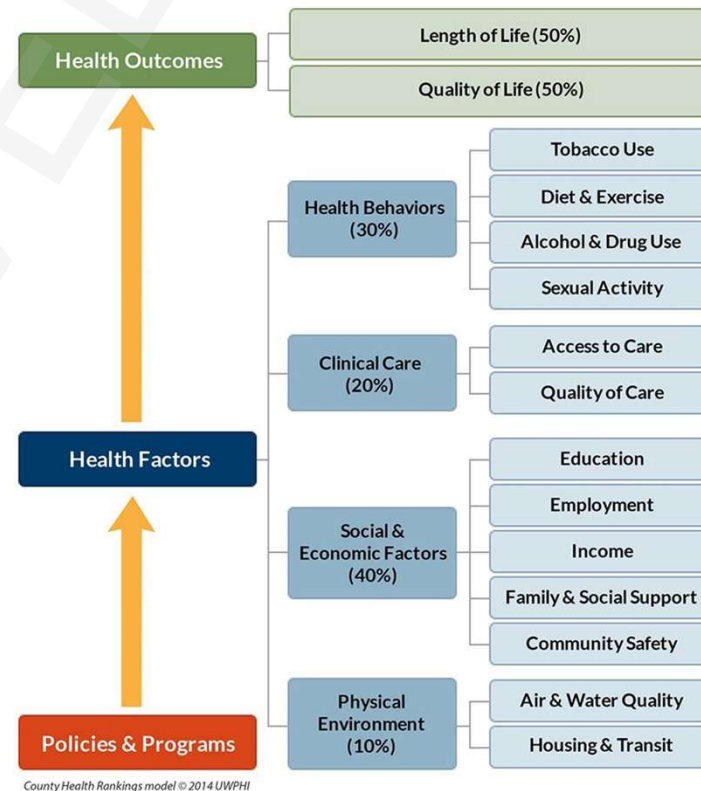 Health Outcomes
Length of Life (50%)
Quality of Life (50%)
Health Factors
Health Behaviors
(30%)
Tobacco Use
Diet & Exercise
Alcohol & Drug Use
Sexual Activity
Clinical Care
(20%)
Access to Care
Quality of Care
Social &
Economic Factors
(40%)
Education
Employment
Income
Family & Social Support
Community Safety
Physical
Environment
(10%)
Air & Water Quality
Housing & Transit
Policies & Programs
County Health Rankings model © 2014 UWPHI